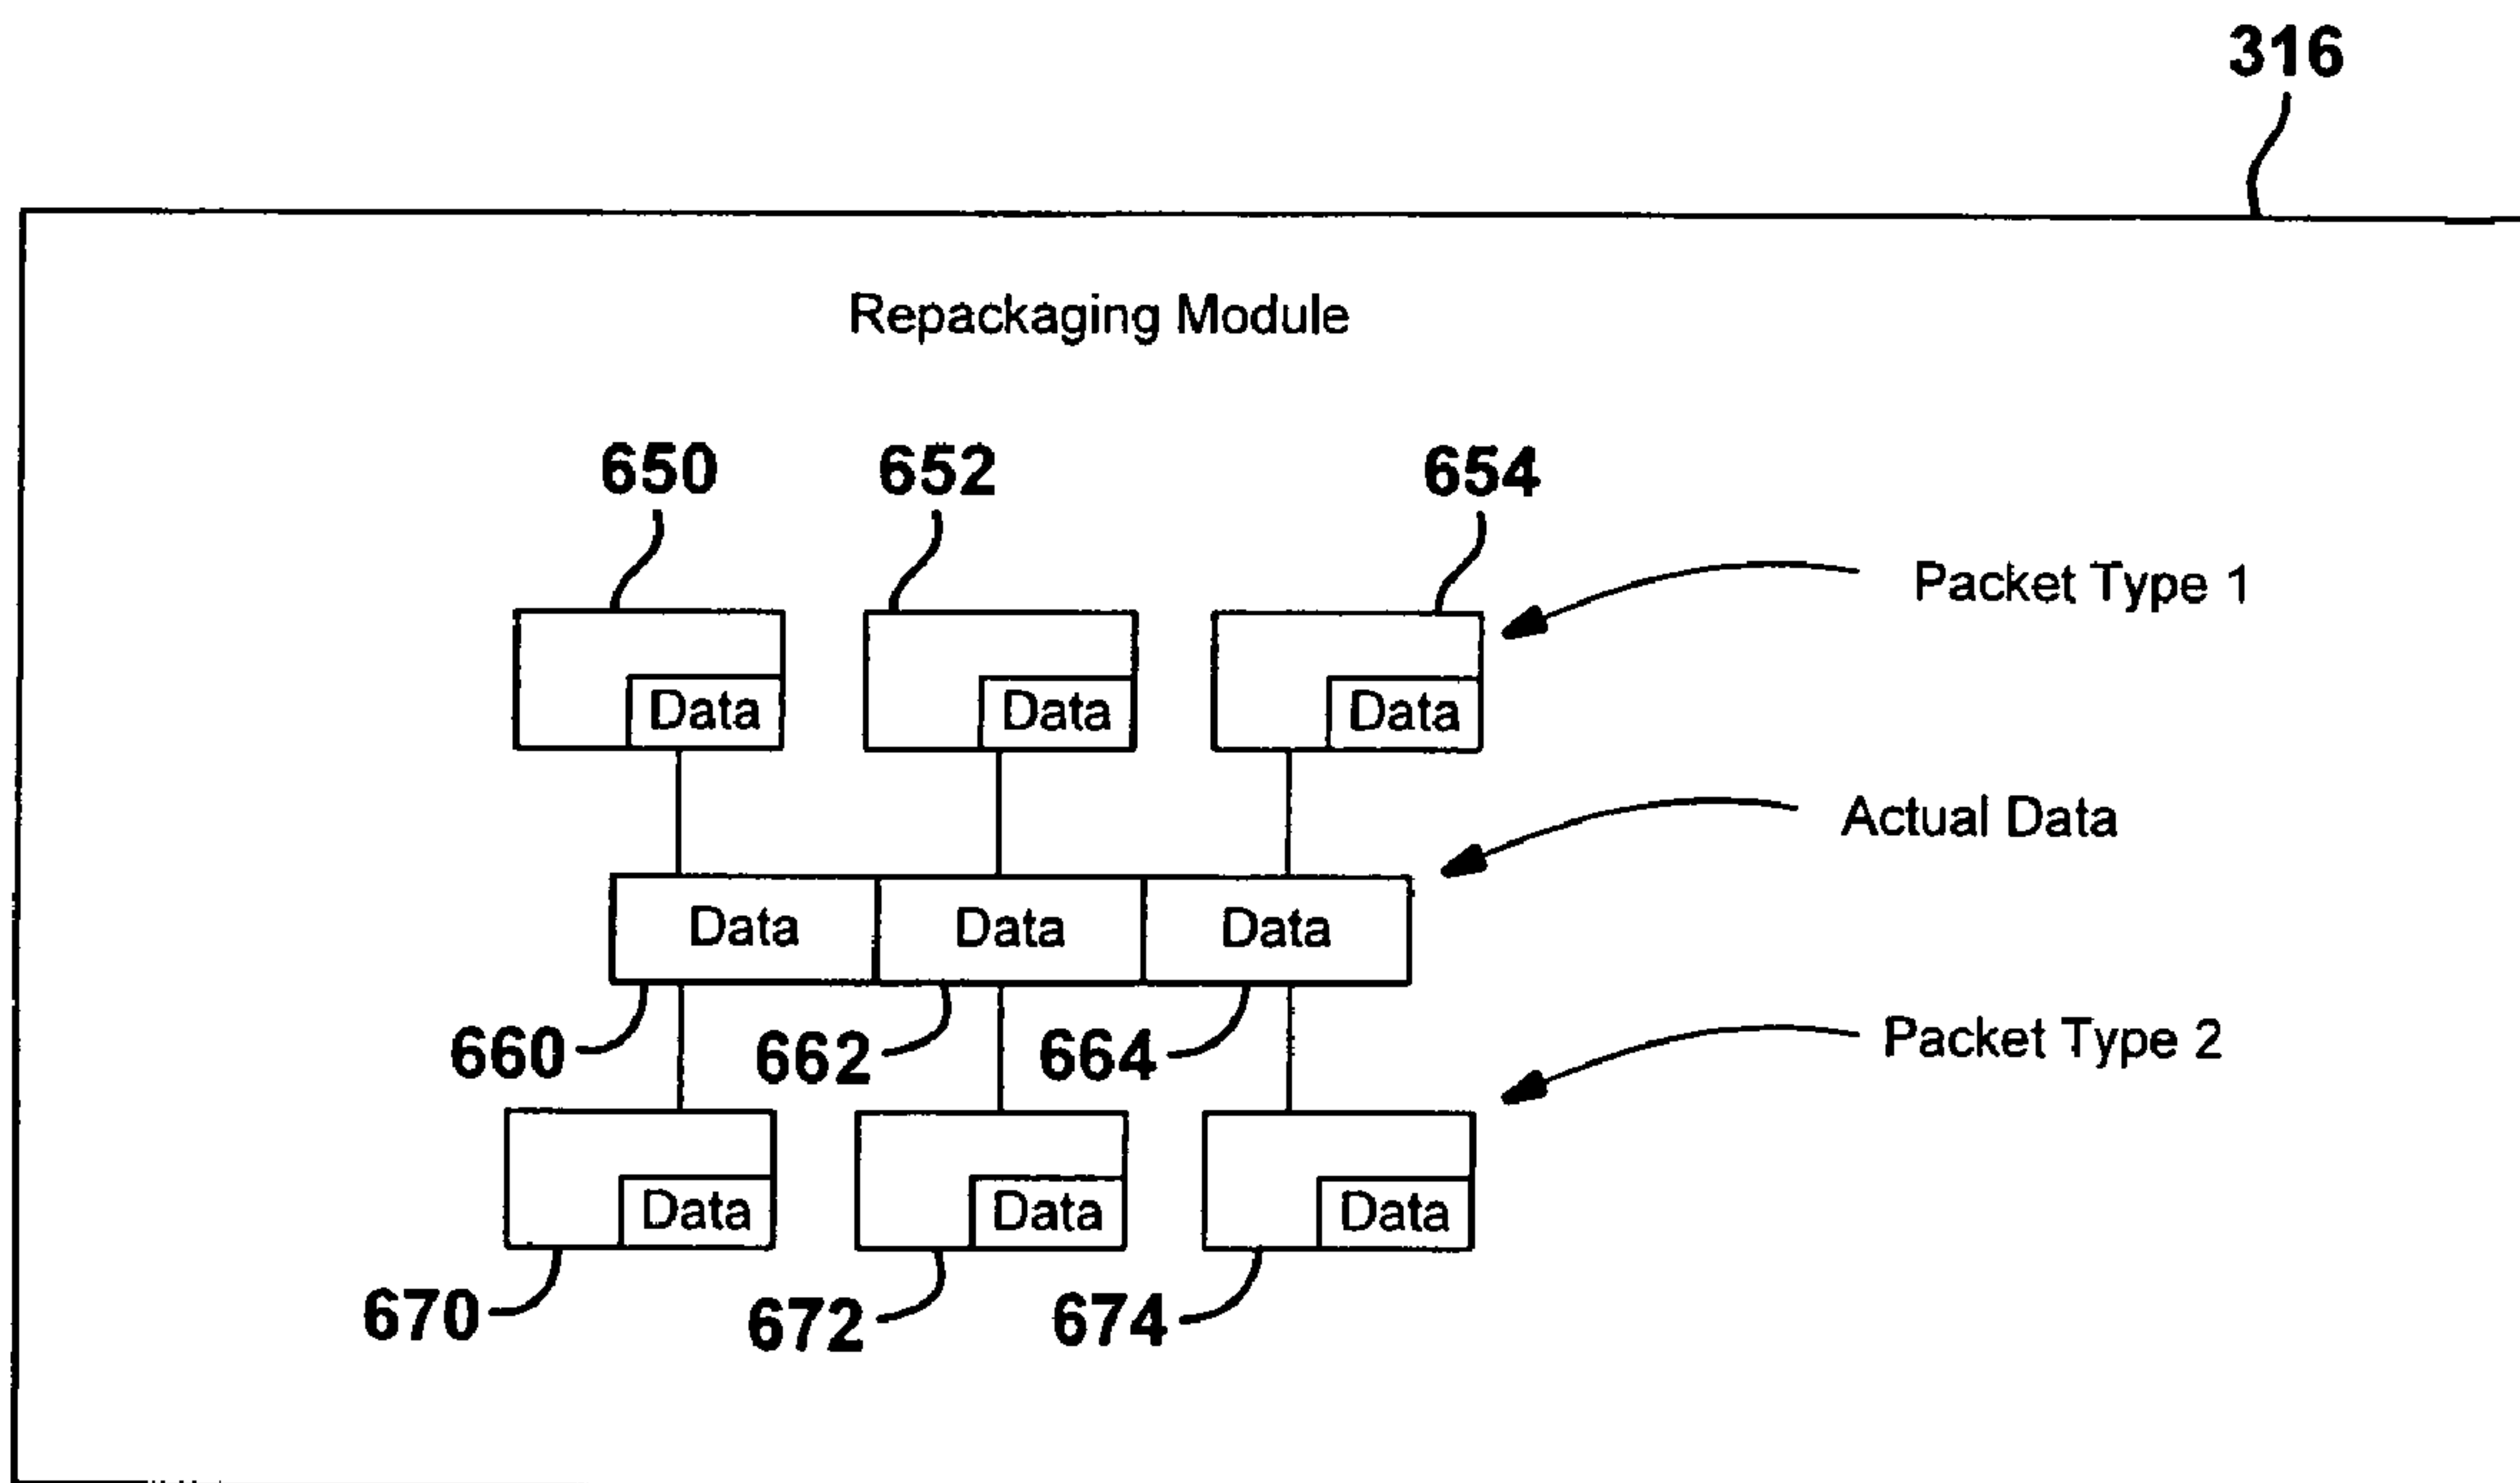 316
Repackaging Module
650 652 654
Packet Type 1
Data Data Data
Actual Data
Data Data Data
660 662 664
Packet Type 2
Data Data Data
670 672 674